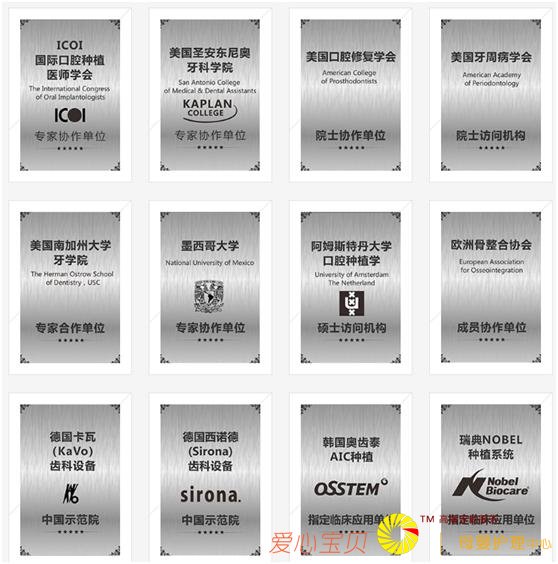 ICOI
国际口腔种植
医师学会
The International Congress
of Oral Implantologists
ICOI
专家协作单位
美国圣安东尼奥
牙科学院
San Antonio College
of Medical & Dental Assistants
KAPLAN
COLLEGE
专家协作单位
美国口腔修复学会
American College
of Prosthodontists
院士协作单位
美国牙周病学会
American Academy
of Periodontology
院士访问机构
美国南加州大学
牙学院
The Herman Ostrow School
of Dentistry , USC
专家合作单位
墨西哥大学
National University of Mexico
专家协作单位
阿姆斯特丹大学
口腔种植学
University of Amsterdam
The Netherland
硕士访问机构
欧洲骨整合协会
European Association
for Osseointegration
成员协作单位
德国卡瓦
(KaVo)
齿科设备
中国示范院
德国西诺德
(Sirona)
齿科设备
sirona.
中国示范院
韩国奥齿泰
AIC种植
OSSTEM
指定临床应用单位
瑞典NOBEL
种植系统
Nobel
Biocare
指定临床应用单位
爱心宝贝
TM
母婴护理中心